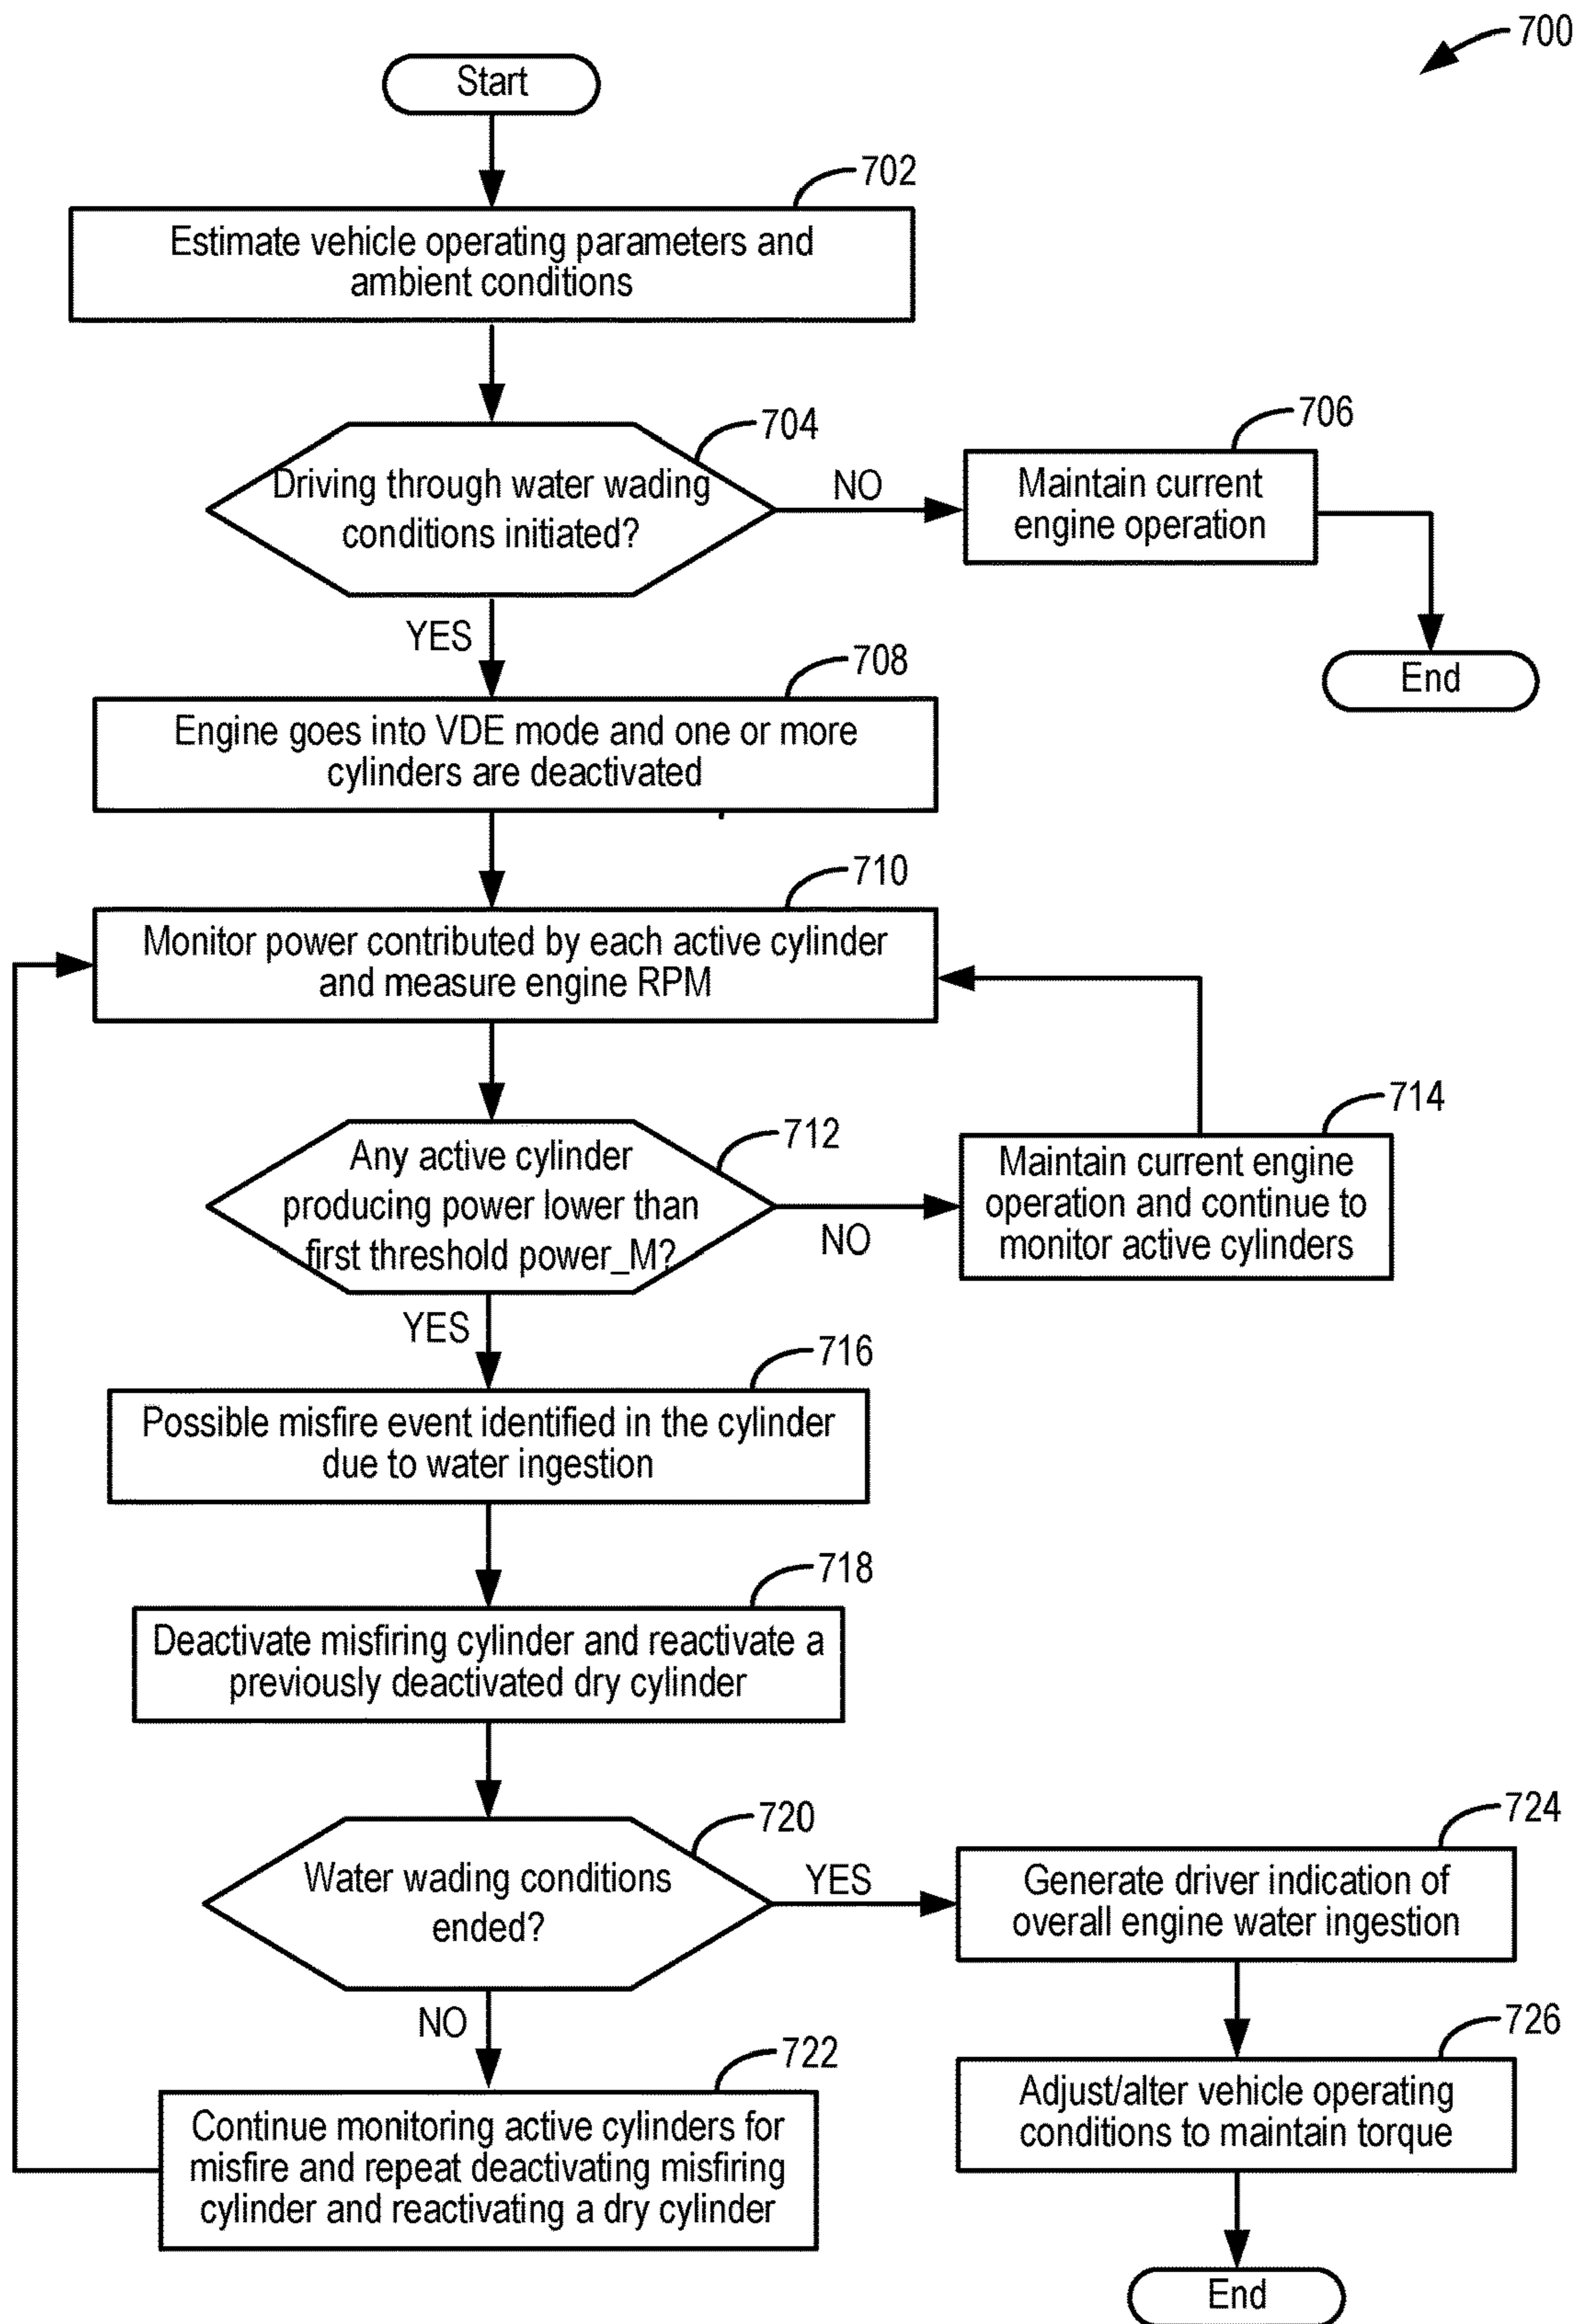 700
Start
702
Estimate vehicle operating parameters and
ambient conditions
704
Driving through water wading
conditions initiated?
NO
706
Maintain current
engine operation
End
YES
708
Engine goes into VDE mode and one or more
cylinders are deactivated
710
Monitor power contributed by each active cylinder
and measure engine RPM
712
Any active cylinder
producing power lower than
first threshold power_M?
NO
714
Maintain current engine
operation and continue to
monitor active cylinders
YES
716
Possible misfire event identified in the cylinder
due to water ingestion
718
Deactivate misfiring cylinder and reactivate a
previously deactivated dry cylinder
720
Water wading conditions
ended?
YES
724
Generate driver indication of
overall engine water ingestion
NO
722
Continue monitoring active cylinders for
misfire and repeat deactivating misfiring
cylinder and reactivating a dry cylinder
726
Adjust/alter vehicle operating
conditions to maintain torque
End